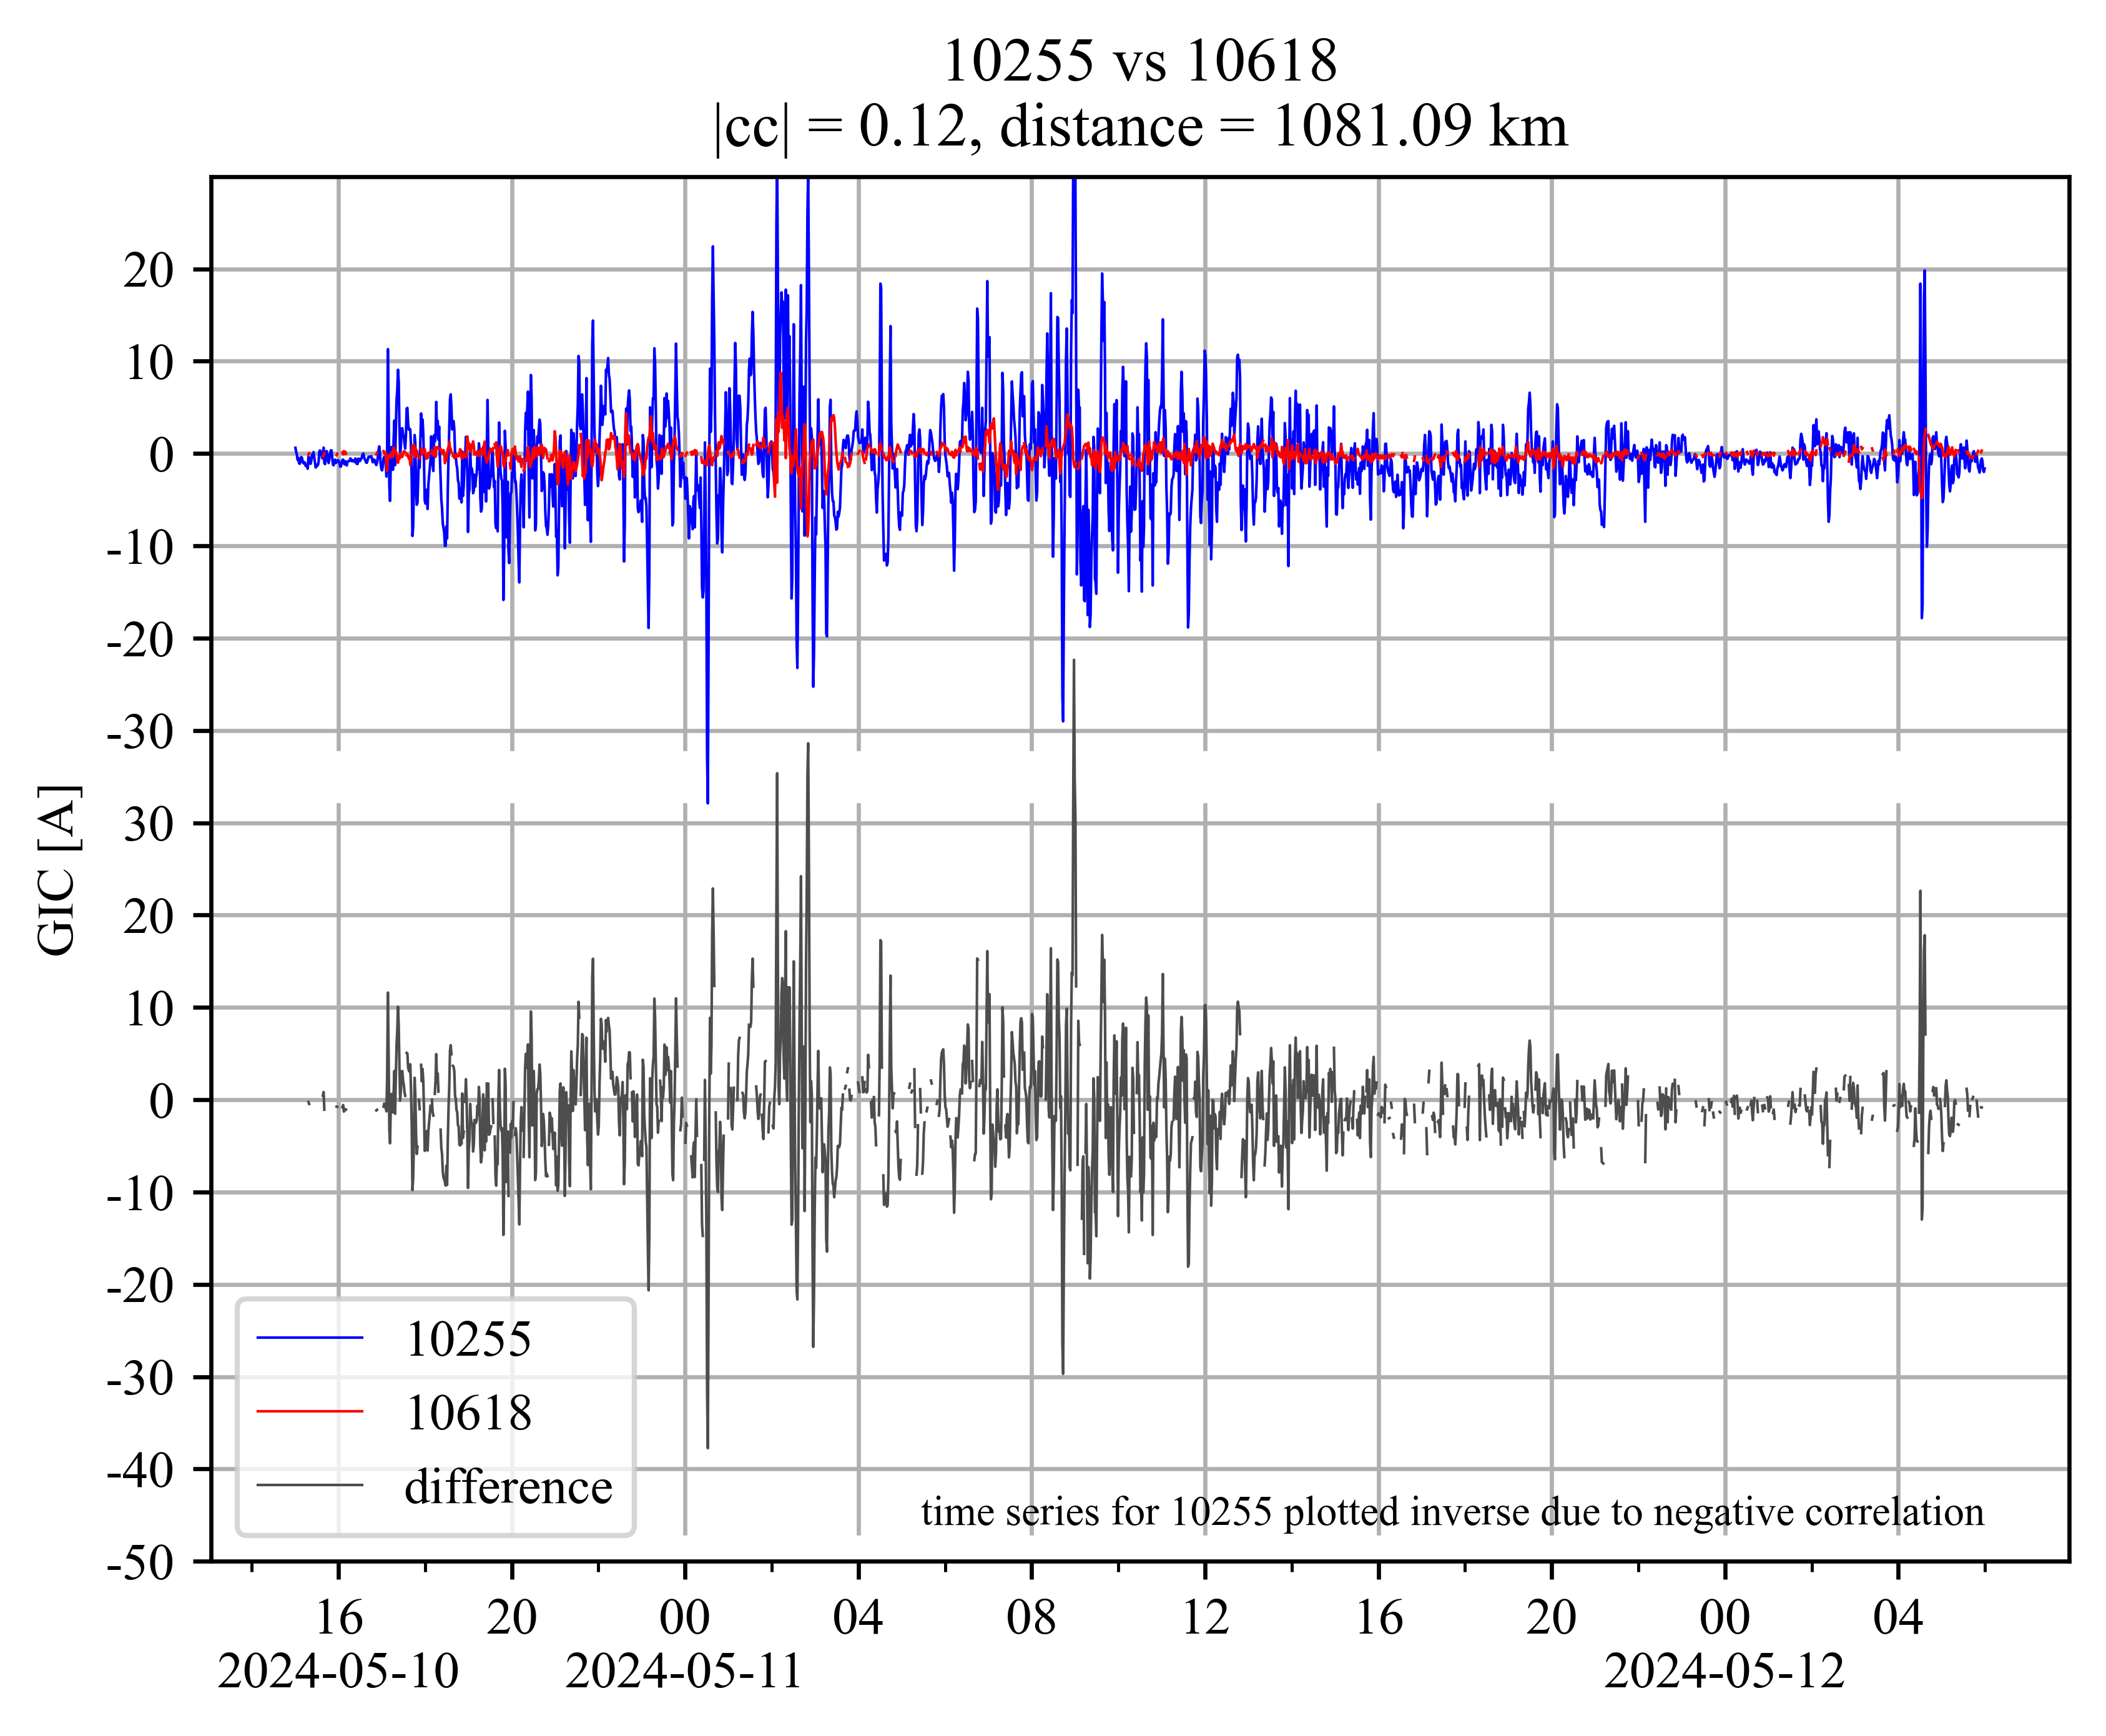 10255 vs 10618
|cc| = 0.12, distance = 1081.09 km
20
10
0
-10
-20
-30
30
20
10
0
-10
-20
-30
-40
-50
GIC [A]
10255
10618
difference
time series for 10255 plotted inverse due to negative correlation
16 20 00 04 08 12 16 20 00 04
2024-05-10 2024-05-11 2024-05-12